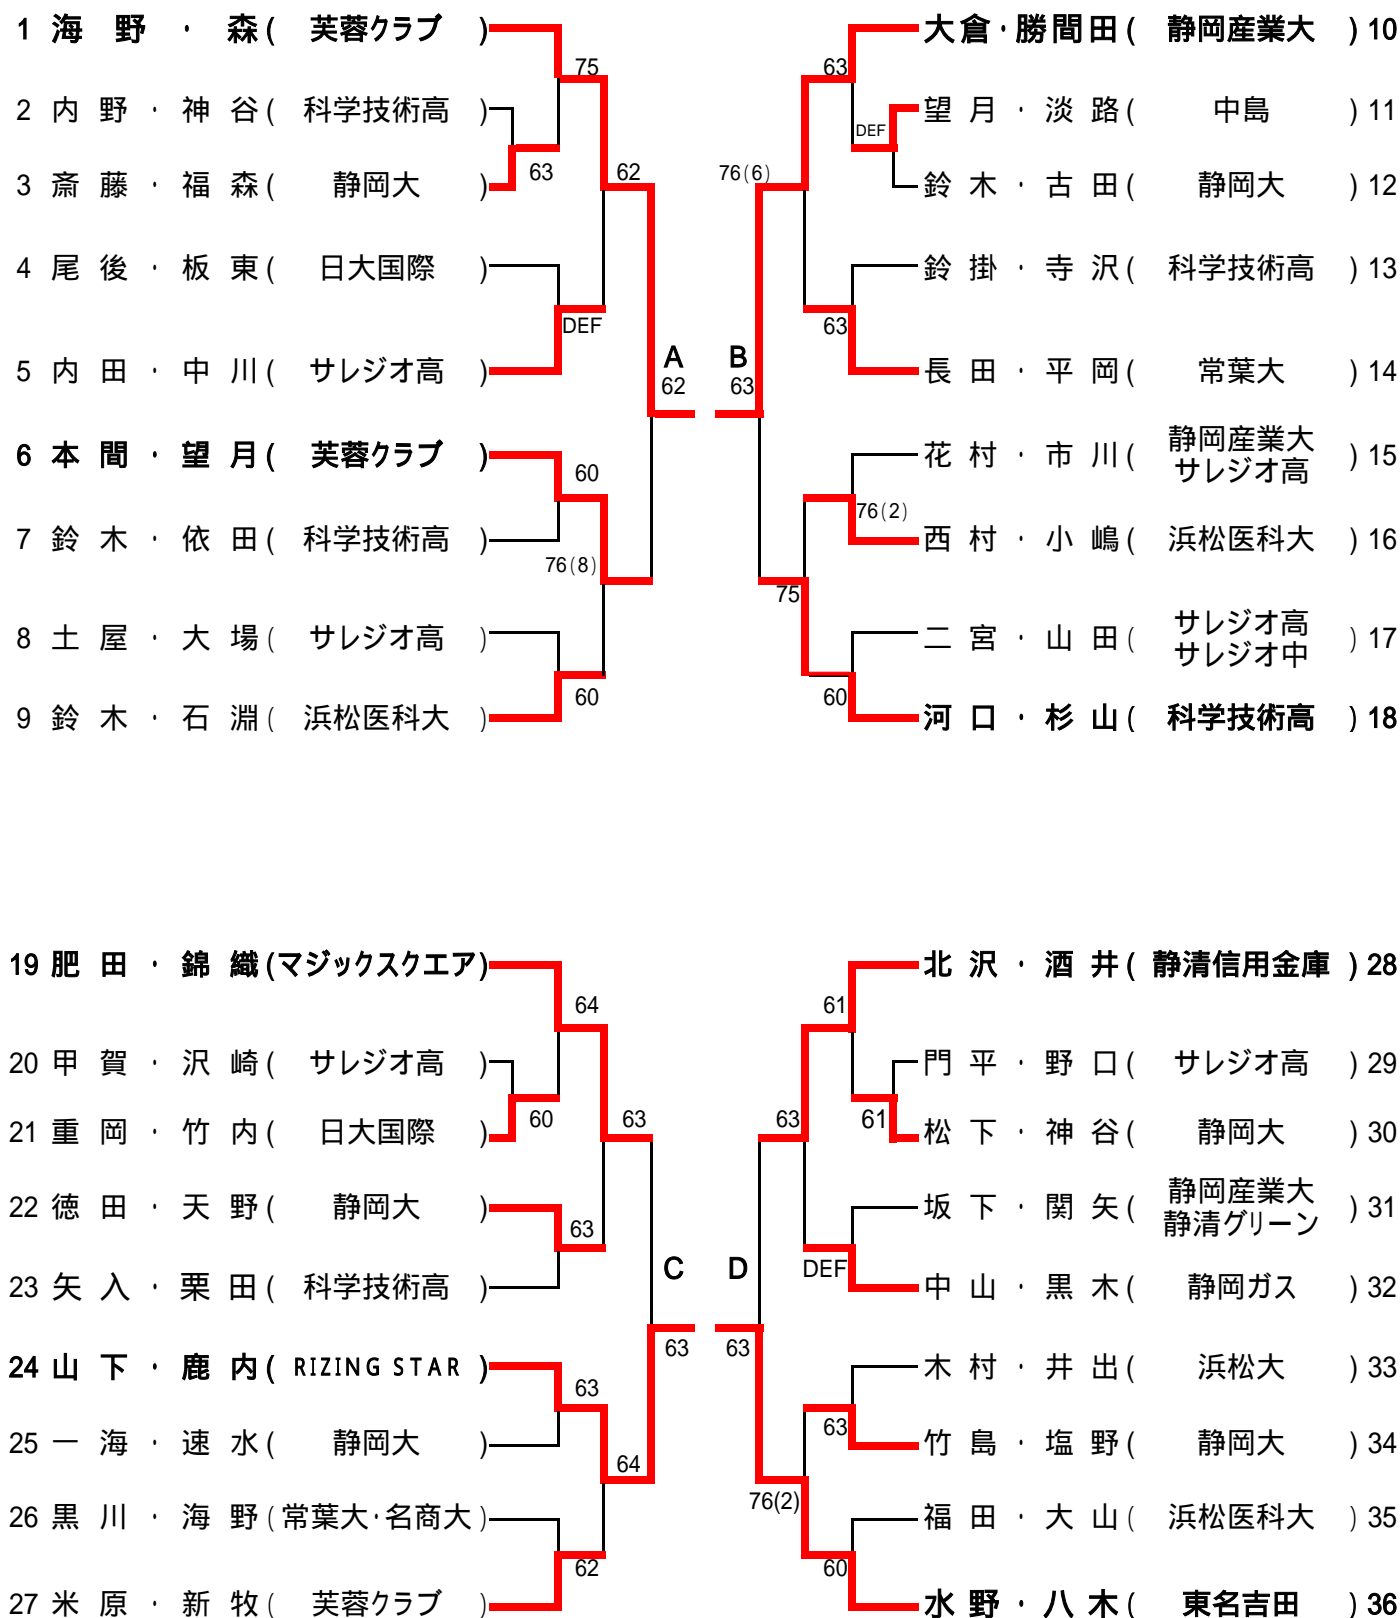 1 海野・森(芙蓉クラブ)
75
2 内野・神谷(科学技術高)
63
3 斎藤・福森(静岡大)
62
4 尾後・板東(日大国際)
DEF
5 内田・中川(サレジオ高)
A
62
6 本間・望月(芙蓉クラブ)
60
7 鈴木・依田(科学技術高)
76(8)
8 土屋・大場(サレジオ高)
60
9 鈴木・石淵(浜松医科大)
大倉・勝間田(静岡産業大) 10
63
望月・淡路(中島) 11
DEF
鈴木・古田(静岡大) 12
76(6)
鈴掛・寺沢(科学技術高) 13
63
長田・平岡(常葉大) 14
B
63
花村・市川(静岡産業大
サレジオ高) 15
76(2)
西村・小嶋(浜松医科大) 16
75
二宮・山田(サレジオ高
サレジオ中) 17
60
河口・杉山(科学技術高) 18
19 肥田・錦織(マジックスクエア)
64
20 甲賀・沢崎(サレジオ高)
60
21 重岡・竹内(日大国際)
63
22 徳田・天野(静岡大)
63
23 矢入・栗田(科学技術高)
C
63
24 山下・鹿内(RIZING STAR)
63
25 一海・速水(静岡大)
64
26 黒川・海野(常葉大・名商大)
62
27 米原・新牧(芙蓉クラブ)
北沢・酒井(静清信用金庫) 28
61
門平・野口(サレジオ高) 29
61
松下・神谷(静岡大) 30
63
坂下・関矢(静岡産業大
静清グリーン) 31
DEF
中山・黒木(静岡ガス) 32
D
63
木村・井出(浜松大) 33
63
竹島・塩野(静岡大) 34
76(2)
福田・大山(浜松医科大) 35
60
水野・八木(東名吉田) 36